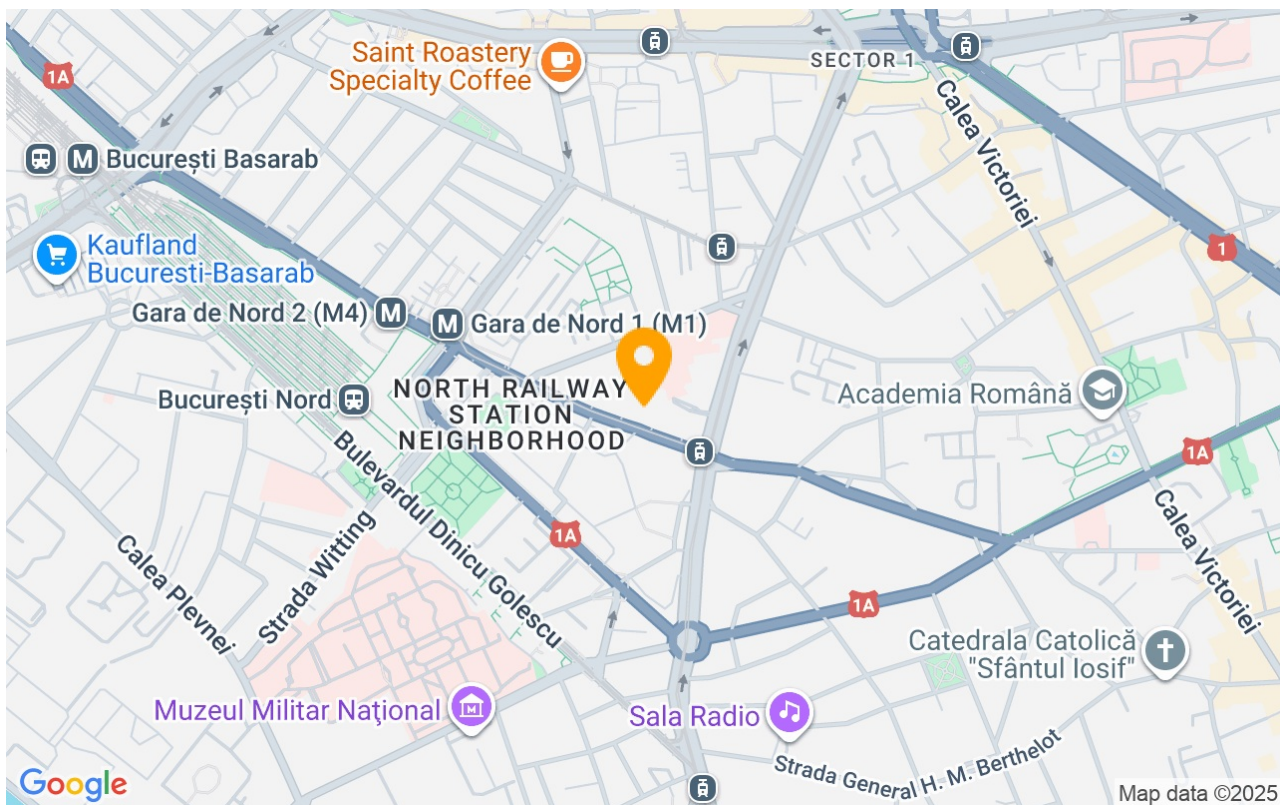 Saint Roastery
Specialty Coffee
SECTOR 1
1A
Calea Victoriei
M București Basarab
1
Kaufland
Bucuresti-Basarab
Gara de Nord 2 (M4) M
M Gara de Nord 1 (M1)
București Nord
NORTH RAILWAY
STATION
NEIGHBORHOOD
Academia Română
1A
Bulevardul Dinicu Golescu
Strada Witting
Calea Plevnei
1A
Calea Victoriei
1A
Catedrala Catolică
"Sfântul Iosif"
Muzeul Militar Naţional
M
Sala Radio
Strada General H. M. Berthelot
Google
Map data ©2025